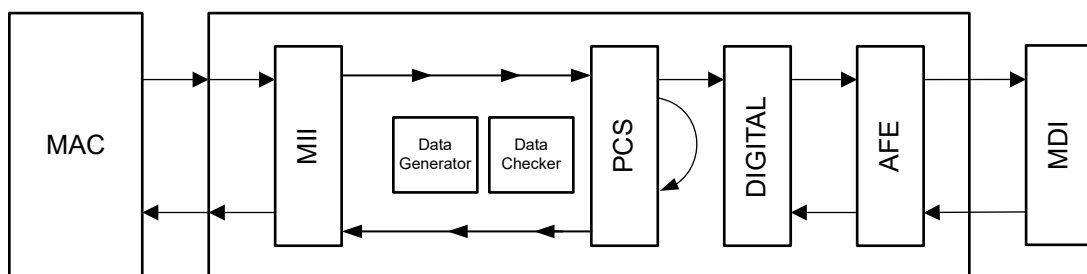 MAC
MII
Data
Generator
Data
Checker
PCS
DIGITAL
AFE
MDI